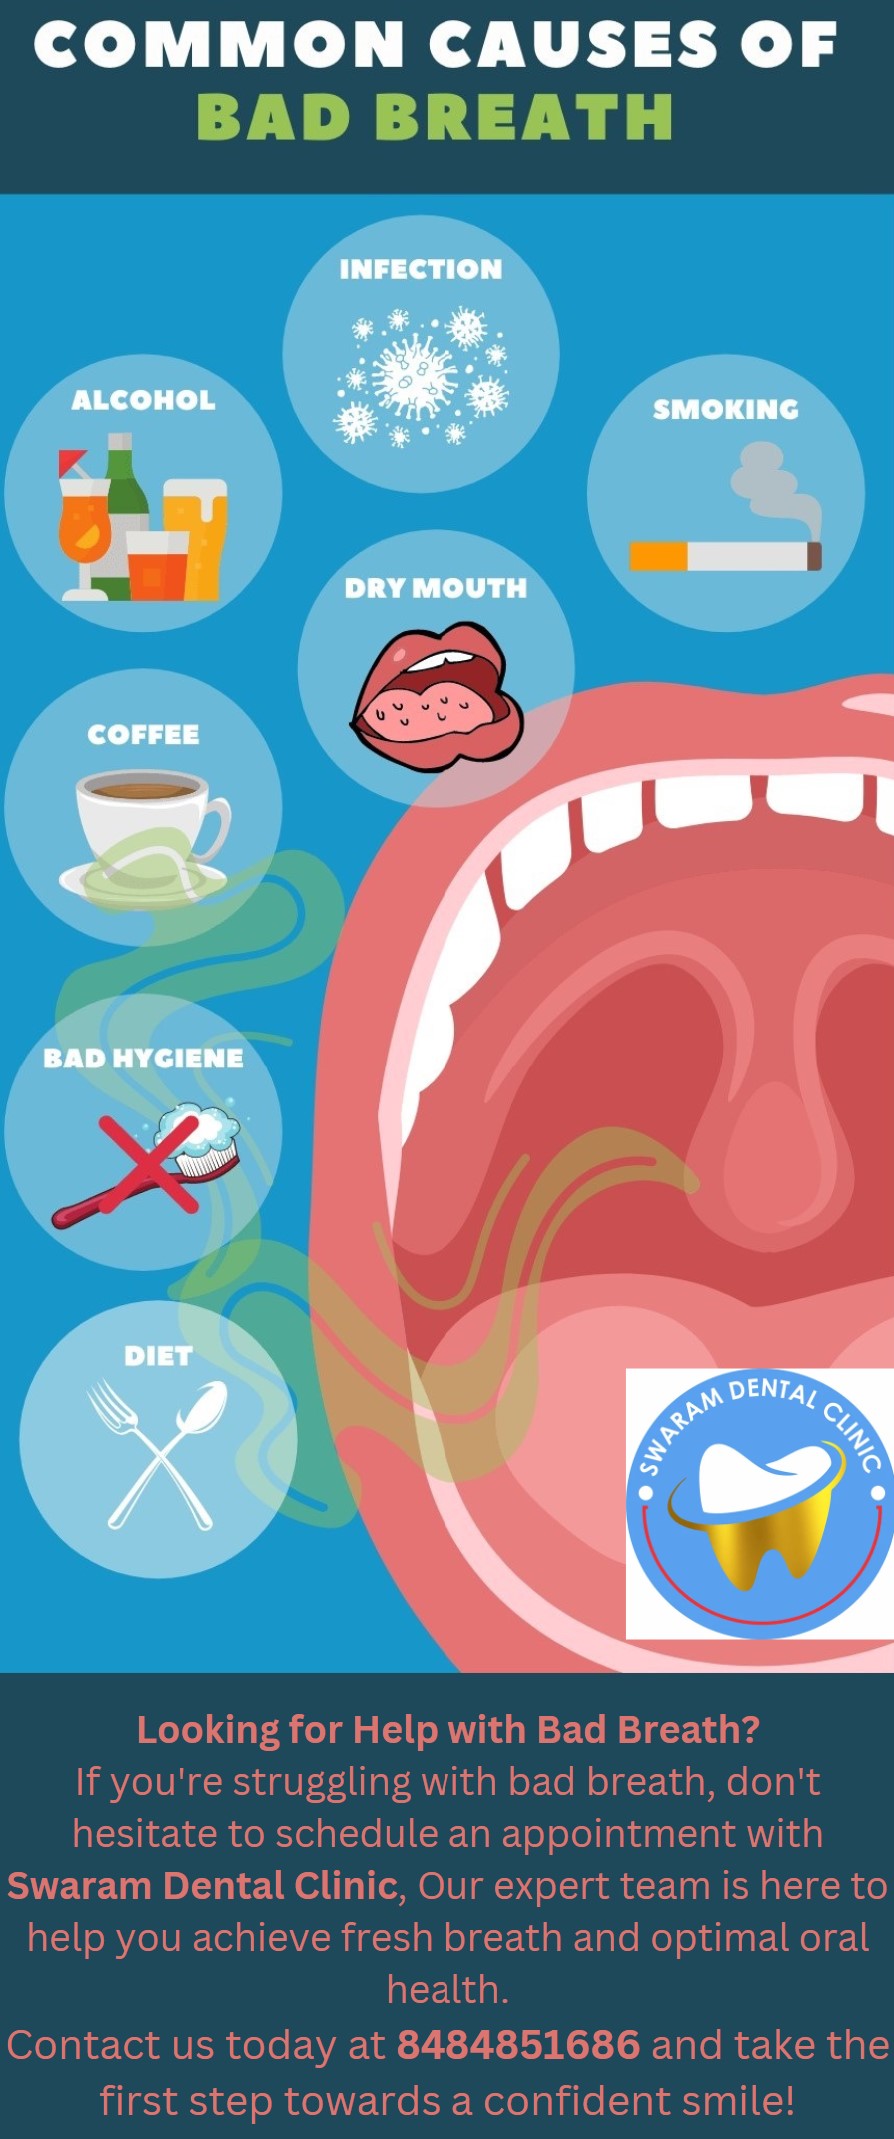 COMMON CAUSES OF
BAD BREATH
INFECTION
ALCOHOL
SMOKING
DRY MOUTH
COFFEE
BAD HYGIENE
DIET
SWARAM DENTAL CLINIC
Looking for Help with Bad Breath?
If you're struggling with bad breath, don't
hesitate to schedule an appointment with
Swaram Dental Clinic, Our expert team is here to
help you achieve fresh breath and optimal oral
health.
Contact us today at 8484851686 and take the
first step towards a confident smile!